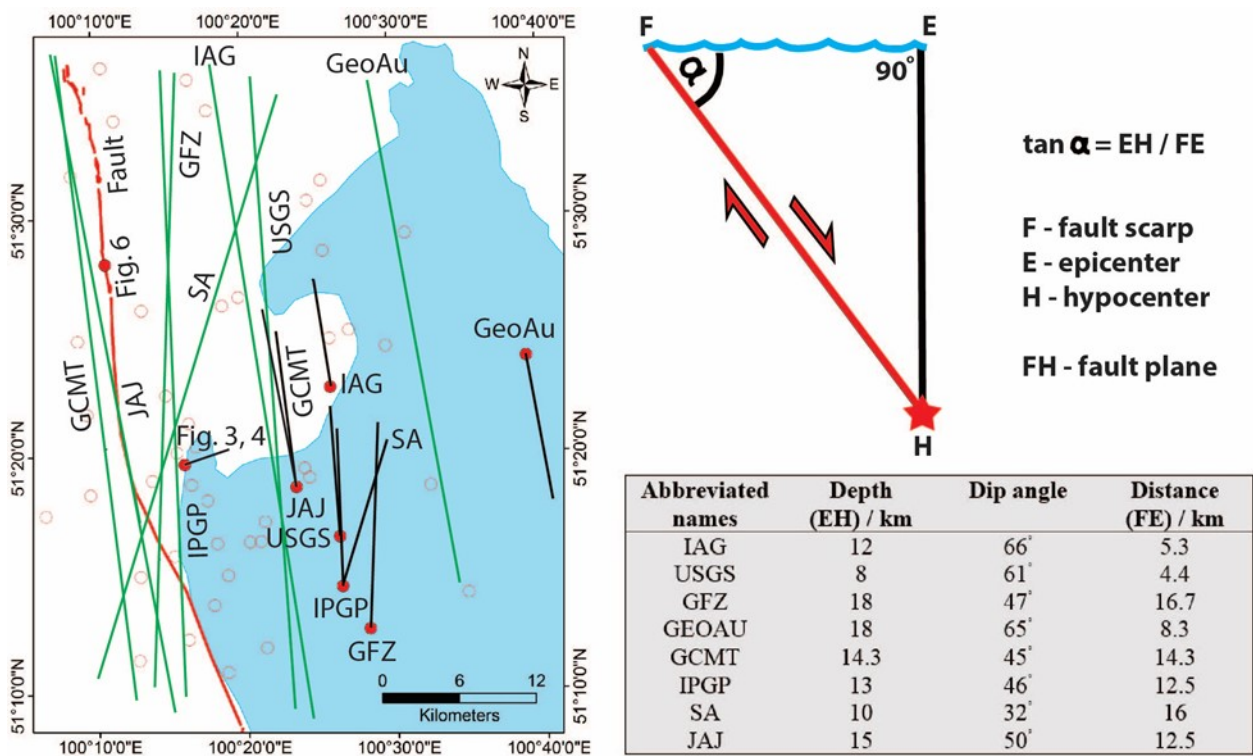 100°10'0"E 100°20'0"E 100°30'0"E 100°40'0"E
51°30'0"N
51°20'0"N
51°10'0"N
51°30'0"N
51°20'0"N
51°10'0"N
100°10'0"E 100°20'0"E 100°30'0"E 100°40'0"E
IAG
GeoAu
N
W E
S
Fault
GFZ
Fig. 6
SA
USGS
GCMT
JAJ
GCMT
IAG
GeoAu
Fig. 3, 4
SA
IPGP
JAJ
USGS
IPGP
GFZ
0 6 12
Kilometers
F E
α
90°
H
tan α = EH / FE
F - fault scarp
E - epicenter
H - hypocenter
FH - fault plane
Abbreviated names Depth (EH) / km Dip angle Distance (FE) / km
IAG 12 66° 5.3
USGS 8 61° 4.4
GFZ 18 47° 16.7
GEOAU 18 65° 8.3
GCMT 14.3 45° 14.3
IPGP 13 46° 12.5
SA 10 32° 16
JAJ 15 50° 12.5